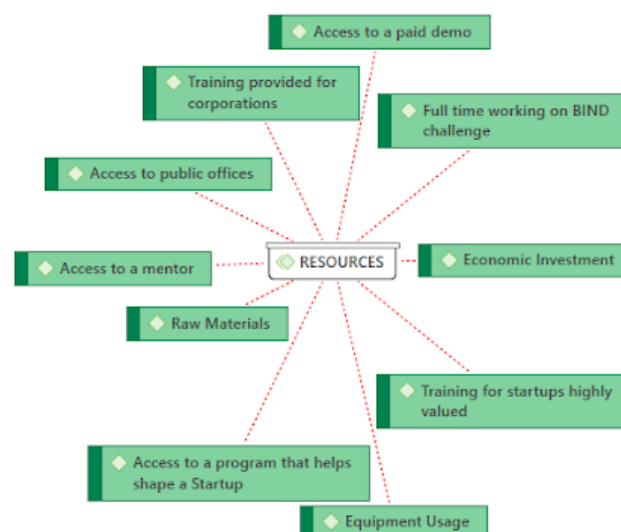 Access to a paid demo
Training provided for
corporations
Full time working on BIND
challenge
Access to public offices
RESOURCES
Economic Investment
Access to a mentor
Raw Materials
Training for startups highly
valued
Access to a program that helps
shape a Startup
Equipment Usage